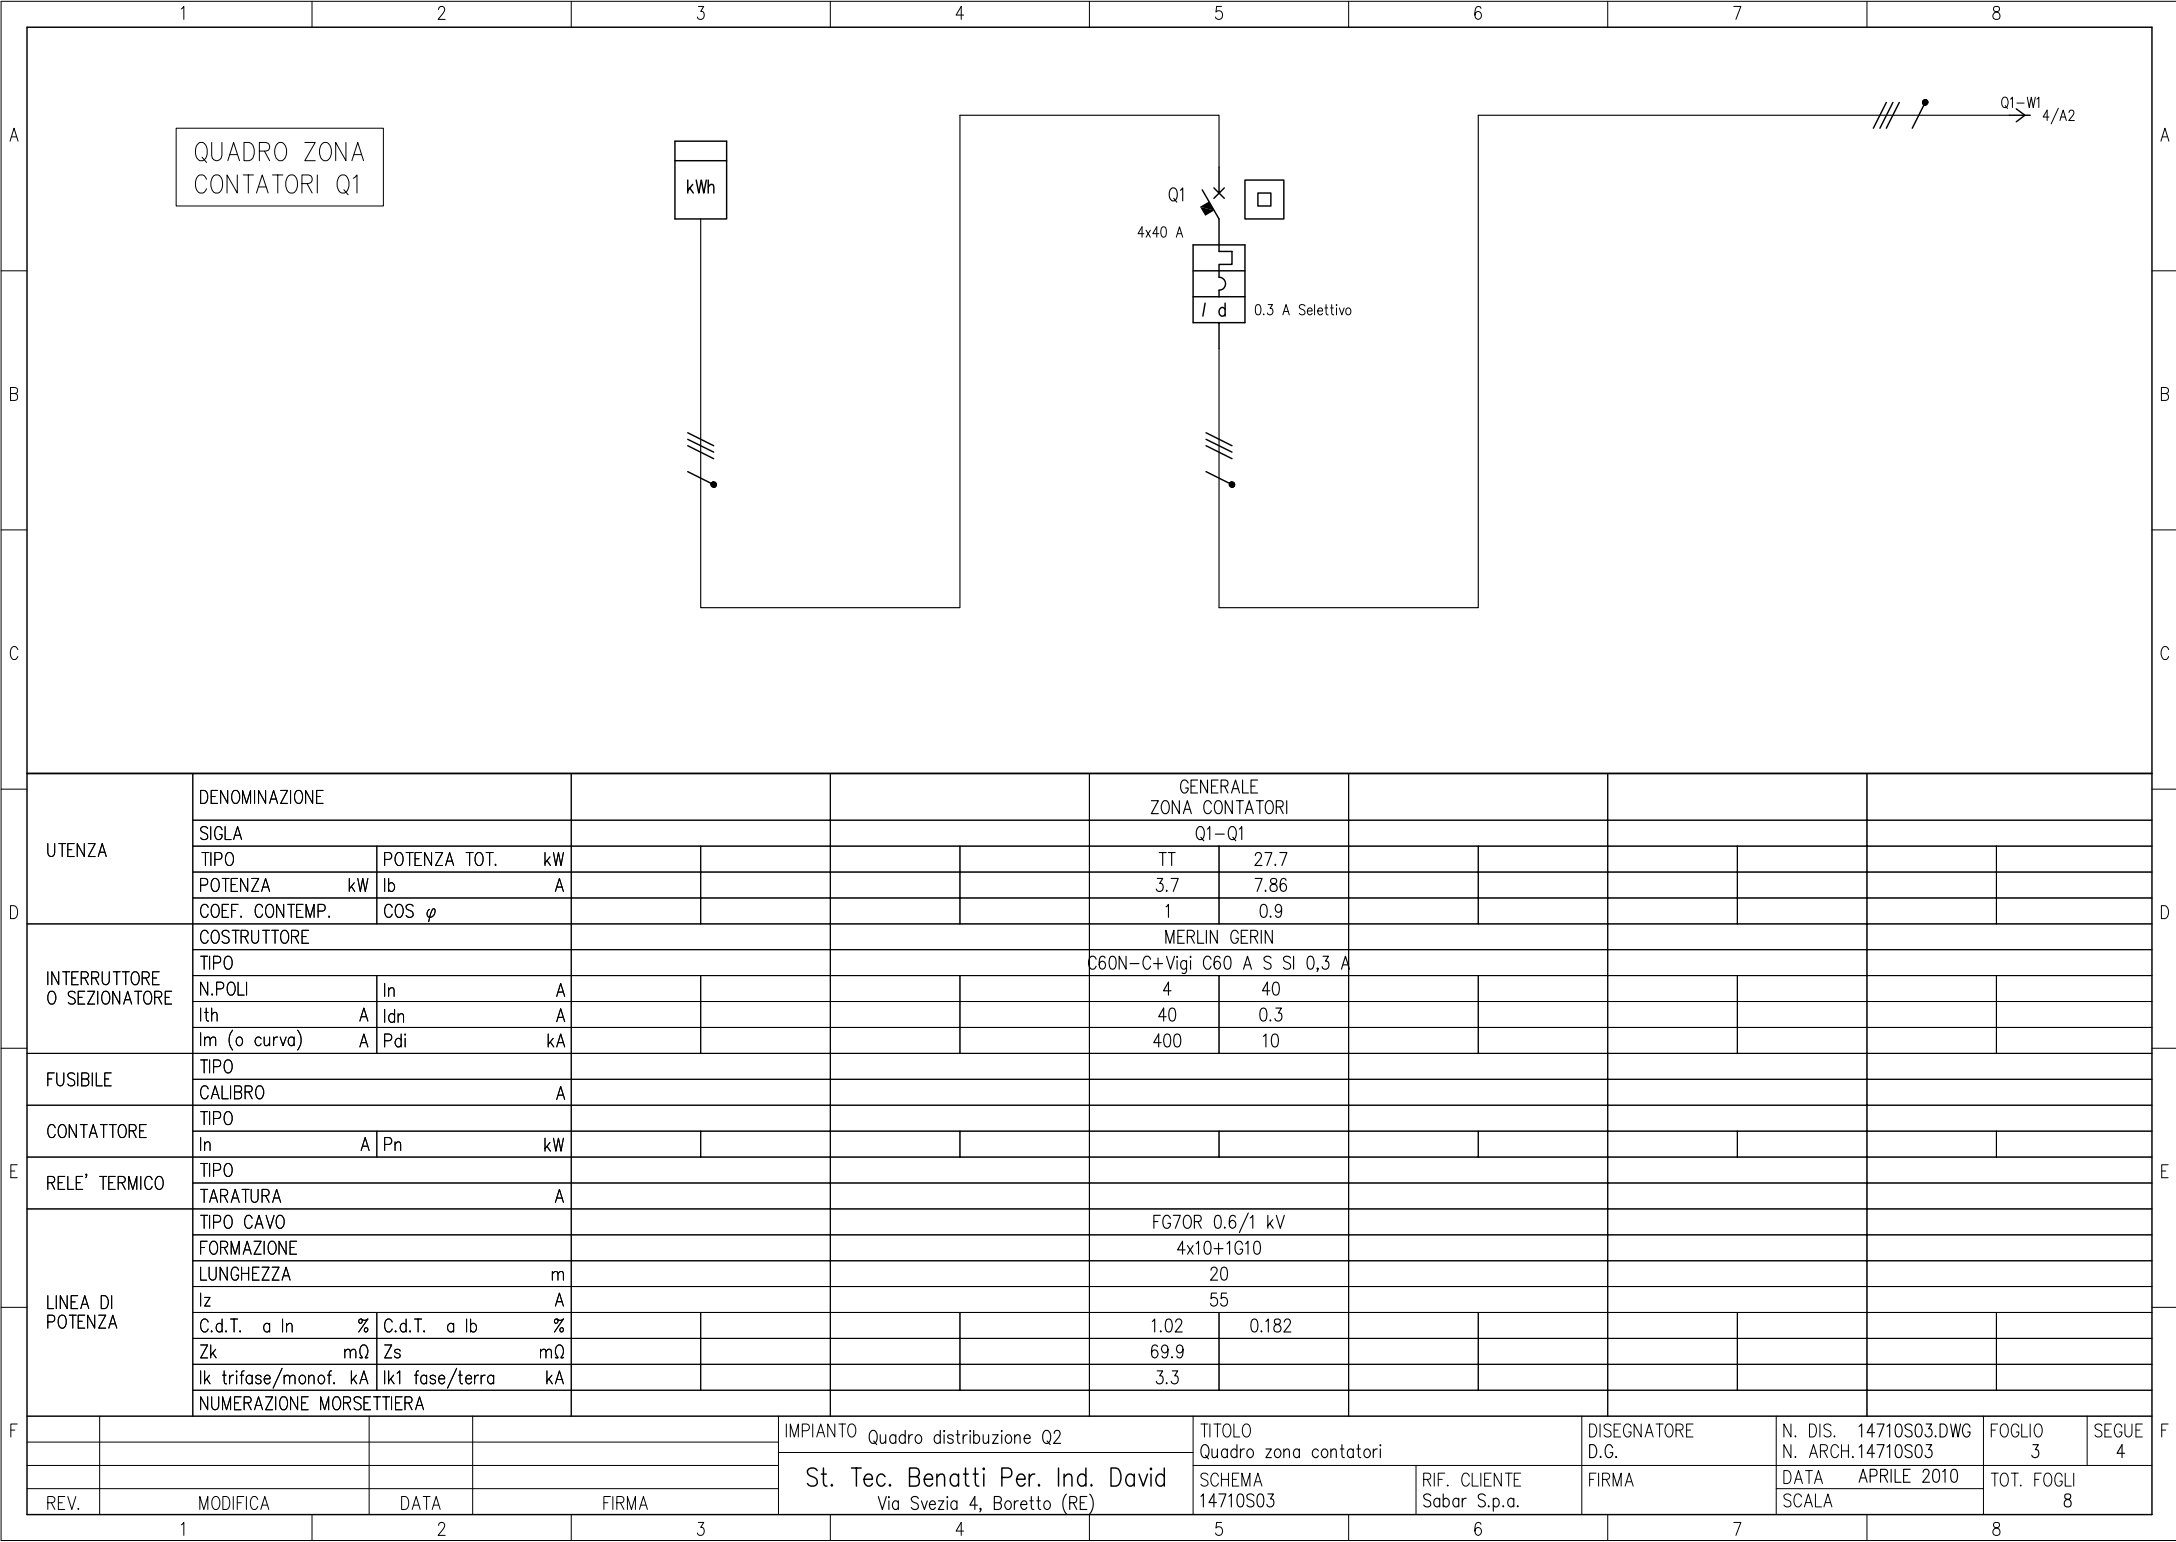 1 2 3 4 5 6 7 8
A A
QUADRO ZONA
CONTATORI Q1
kWh
Q1
4x40 A
I d
0.3 A Selettivo
Q1-W1
4/A2
B B
C C
UTENZA
DENOMINAZIONE
GENERALE
ZONA CONTATORI
SIGLA Q1-Q1
TIPO POTENZA TOT. kW TT 27.7
POTENZA kW Ib A 3.7 7.86
COEF. CONTEMP. COS φ 1 0.9
D D
INTERRUTTORE
O SEZIONATORE
COSTRUTTORE MERLIN GERIN
TIPO C60N-C+Vigi C60 A S SI 0,3 A
N.POLI In A 4 40
Ith A Idn A 40 0.3
Im (o curva) A Pdi kA 400 10
FUSIBILE
TIPO
CALIBRO A
CONTATTORE
TIPO
In A Pn kW
E E
RELE' TERMICO
TIPO
TARATURA A
LINEA DI
POTENZA
TIPO CAVO FG7OR 0.6/1 kV
FORMAZIONE 4x10+1G10
LUNGHEZZA m 20
Iz A 55
C.d.T. a In % C.d.T. a Ib % 1.02 0.182
Zk mΩ Zs mΩ 69.9
Ik trifase/monof. kA Ik1 fase/terra kA 3.3
NUMERAZIONE MORSETTIERA
F F
REV. MODIFICA DATA FIRMA
IMPIANTO Quadro distribuzione Q2
St. Tec. Benatti Per. Ind. David
Via Svezia 4, Boretto (RE)
TITOLO
Quadro zona contatori
SCHEMA
14710S03
RIF. CLIENTE
Sabar S.p.a.
DISEGNATORE
D.G.
FIRMA
N. DIS. 14710S03.DWG
N. ARCH.14710S03
DATA APRILE 2010
SCALA
FOGLIO
3
SEGUE
4
TOT. FOGLI
8
1 2 3 4 5 6 7 8